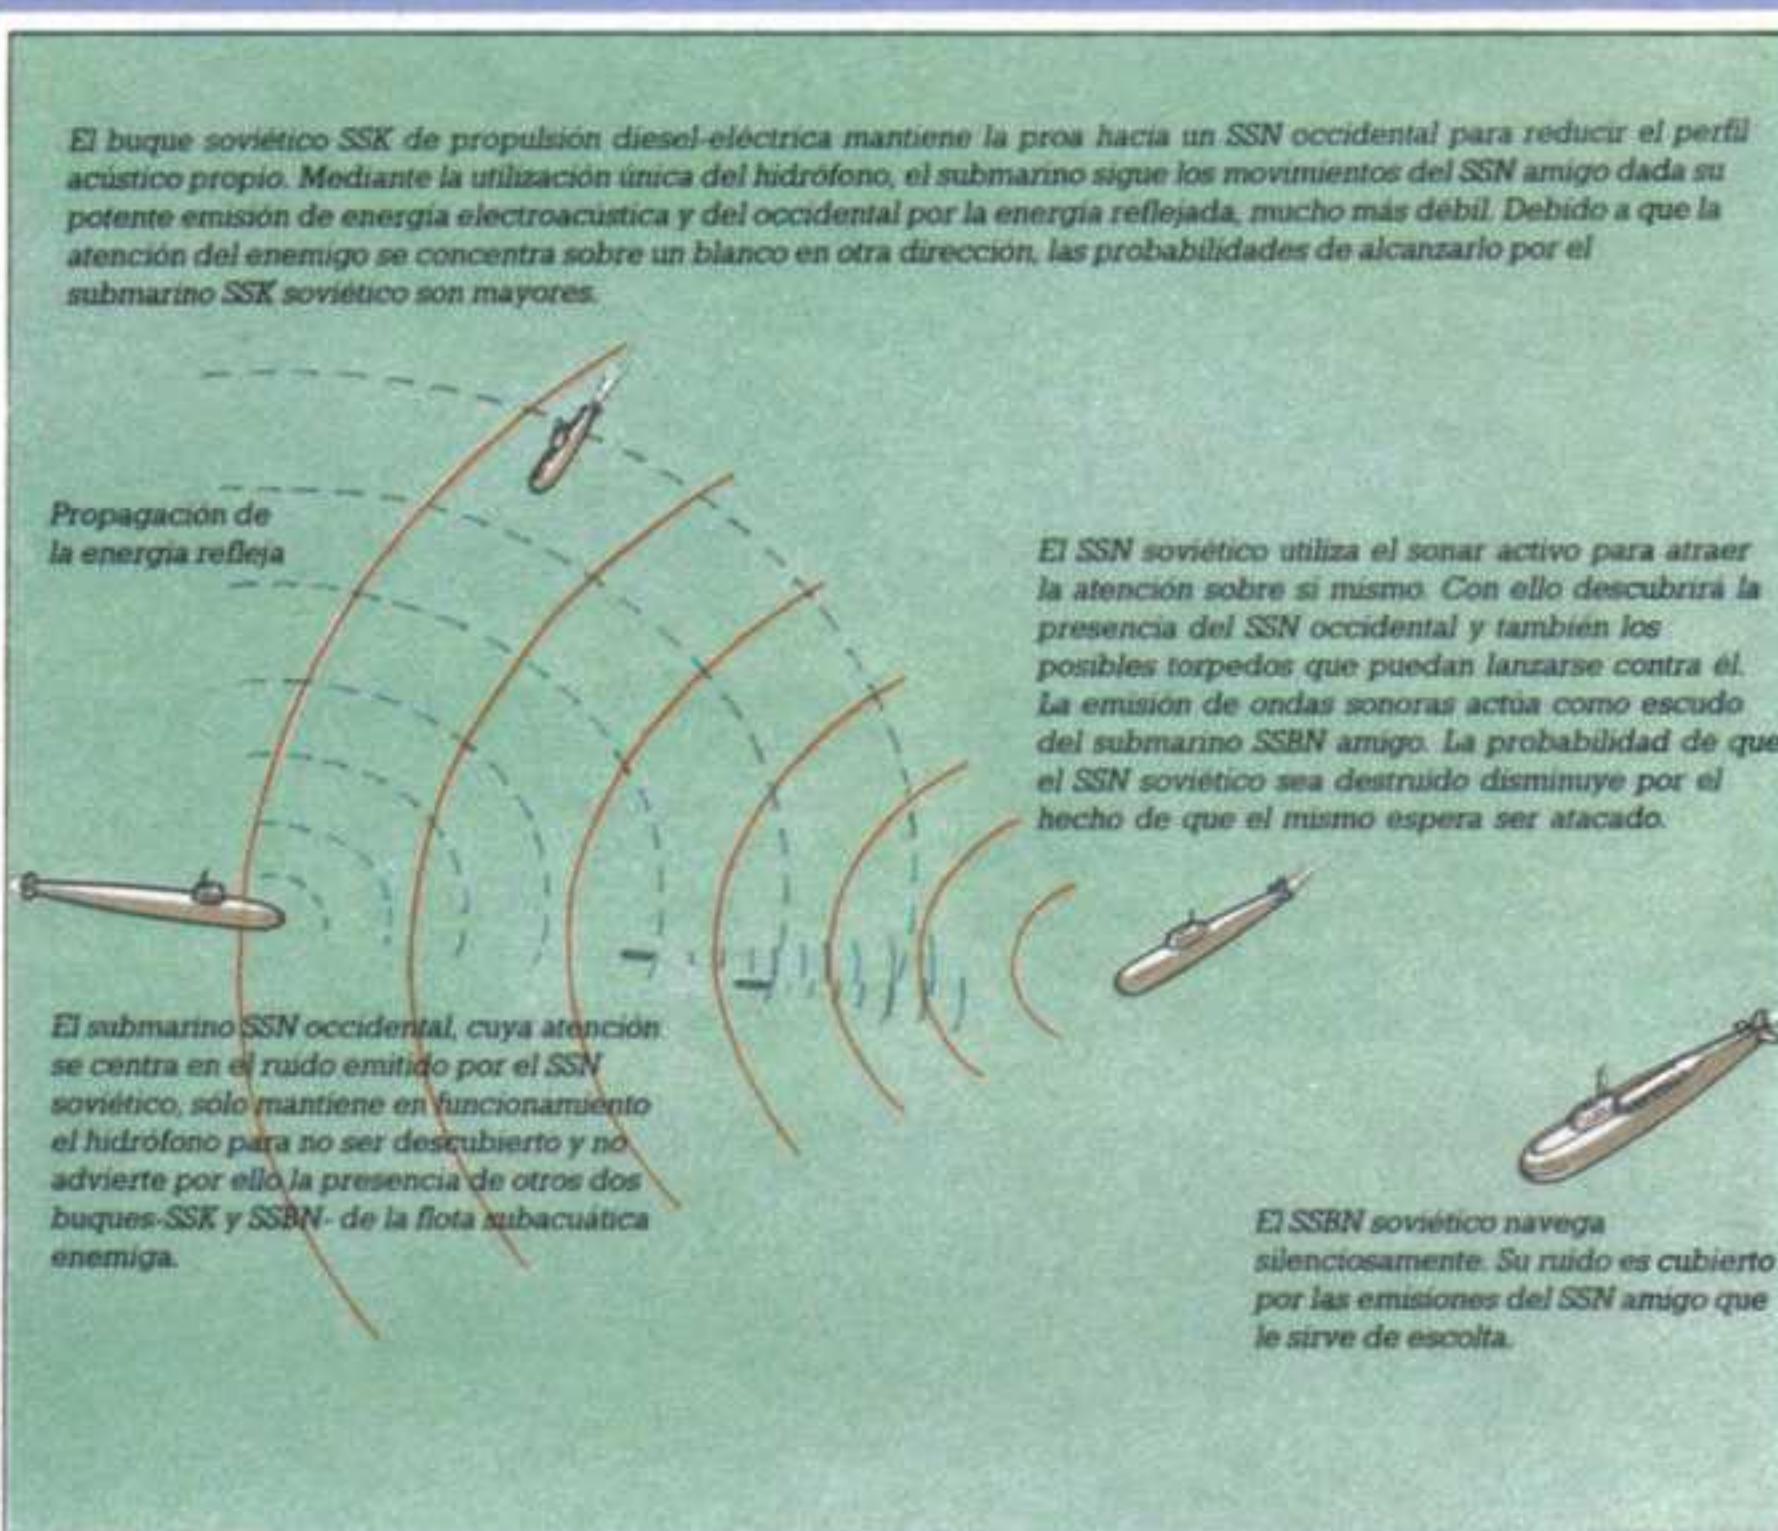 El buque soviético SSK de propulsión diesel-eléctrica mantiene la proa hacia un SSN occidental para reducir el perfil
acústico propio. Mediante la utilización única del hidrófono, el submarino sigue los movimientos del SSN amigo dada su
potente emisión de energía electroacústica y del occidental por la energía reflejada, mucho más débil. Debido a que la
atención del enemigo se concentra sobre un blanco en otra dirección, las probabilidades de alcanzarlo por el
submarino SSK soviético son mayores.
Propagación de
la energía refleja
El SSN soviético utiliza el sonar activo para atraer
la atención sobre si mismo. Con ello descubrirá la
presencia del SSN occidental y también los
posibles torpedos que puedan lanzarse contra él.
La emisión de ondas sonoras actúa como escudo
del submarino SSBN amigo. La probabilidad de que
el SSN soviético sea destruido disminuye por el
hecho de que el mismo espera ser atacado.
El submarino SSN occidental, cuya atención
se centra en el ruido emitido por el SSN
soviético, sólo mantiene en funcionamiento
el hidrófono para no ser descubierto y no
advierte por ello la presencia de otros dos
buques-SSK y SSBN- de la flota subacuática
enemiga.
El SSBN soviético navega
silenciosamente. Su ruido es cubierto
por las emisiones del SSN amigo que
le sirve de escolta.